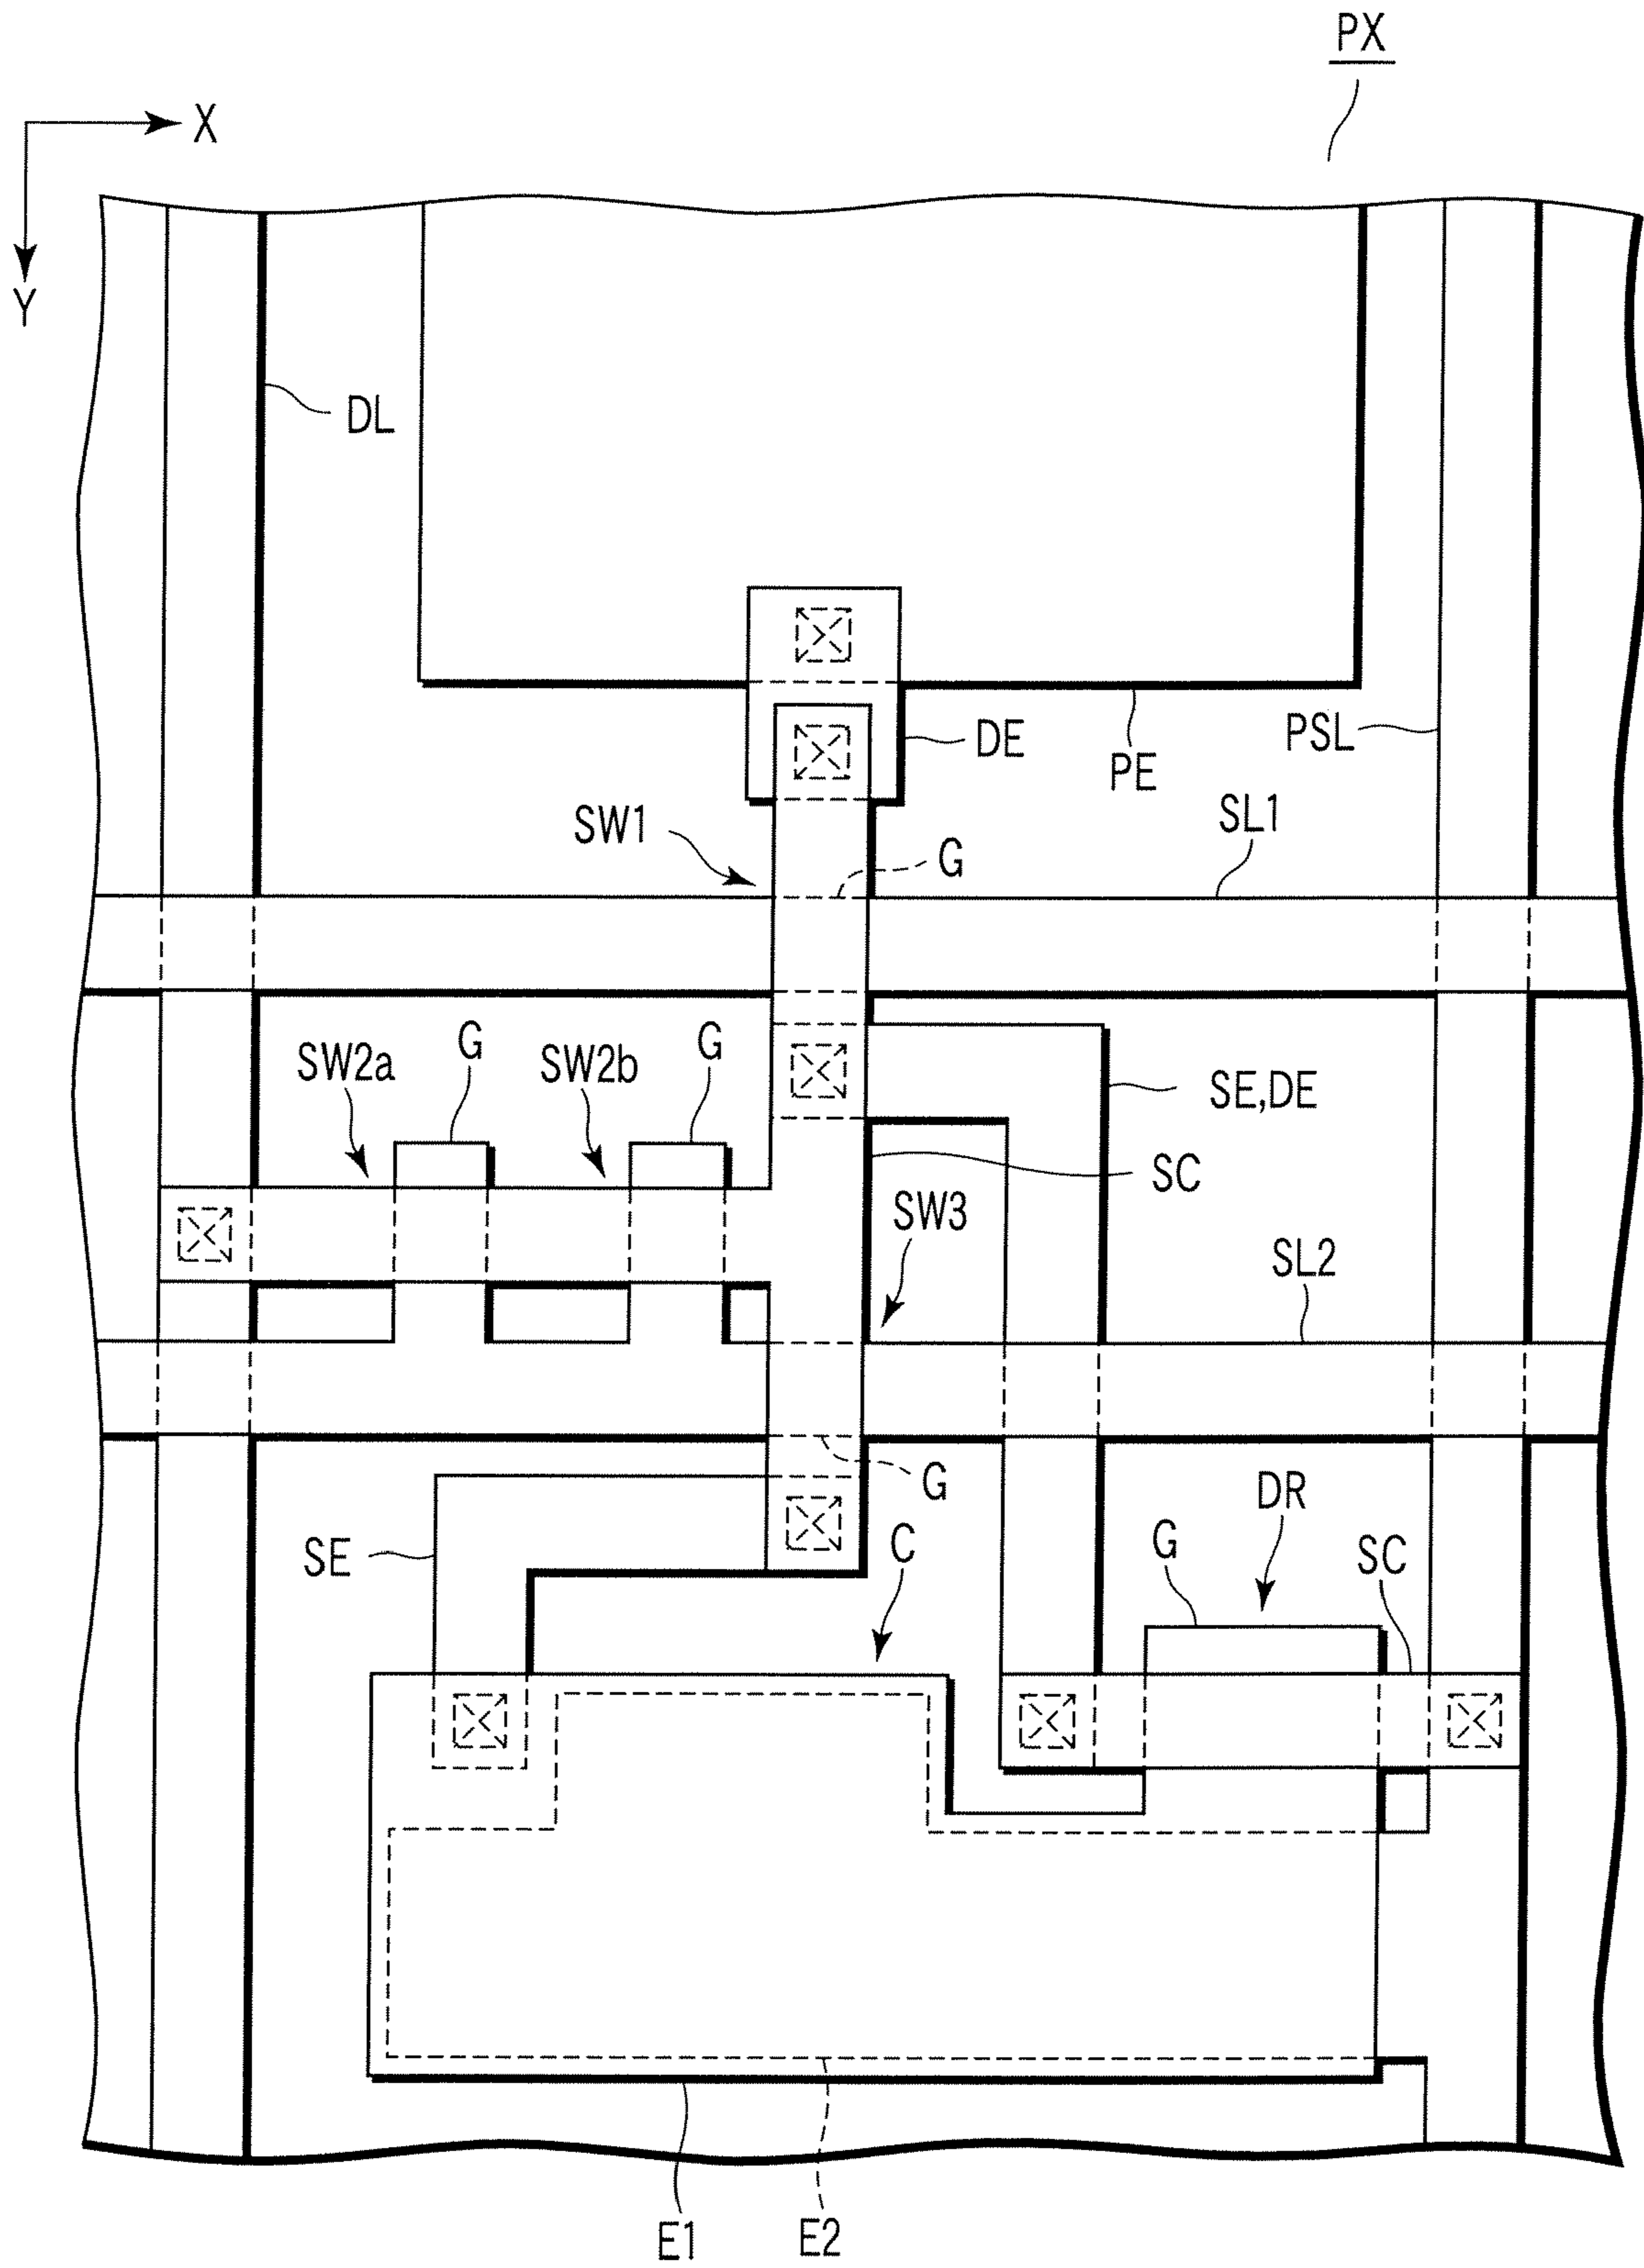 PX
X
Y
DL
DE
PE
PSL
SW1
G
SL1
SW2a
G
SW2b
G
SE,DE
SC
SW3
SL2
G
SE
C
G
DR
SC
E1
E2